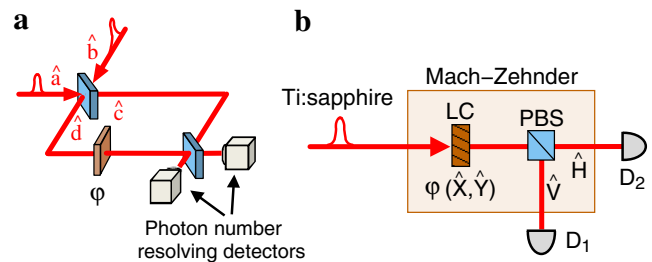 a
b̂
â
ĉ
d̂
φ
Photon number
resolving detectors
b
Mach–Zehnder
Ti:sapphire
LC
PBS
φ (X̂,Ŷ)
Ĥ
V̂
D₂
D₁